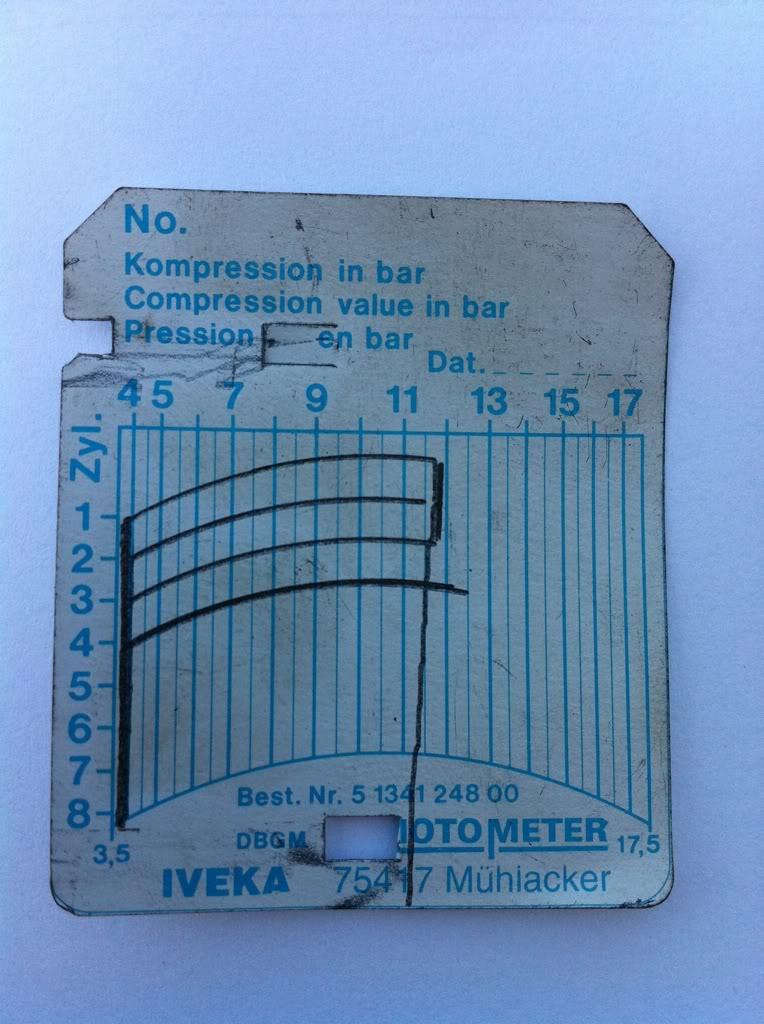 No.
Kompression in bar
Compression value in bar
Pression en bar
Dat.
4 5 7 9 11 13 15 17
Zyl.
1
2
3
4
5
6
7
8
Best. Nr. 5 1341 248 00
DBGM MOTOMETER
3,5 17,5
IVEKA 75417 Mühlacker